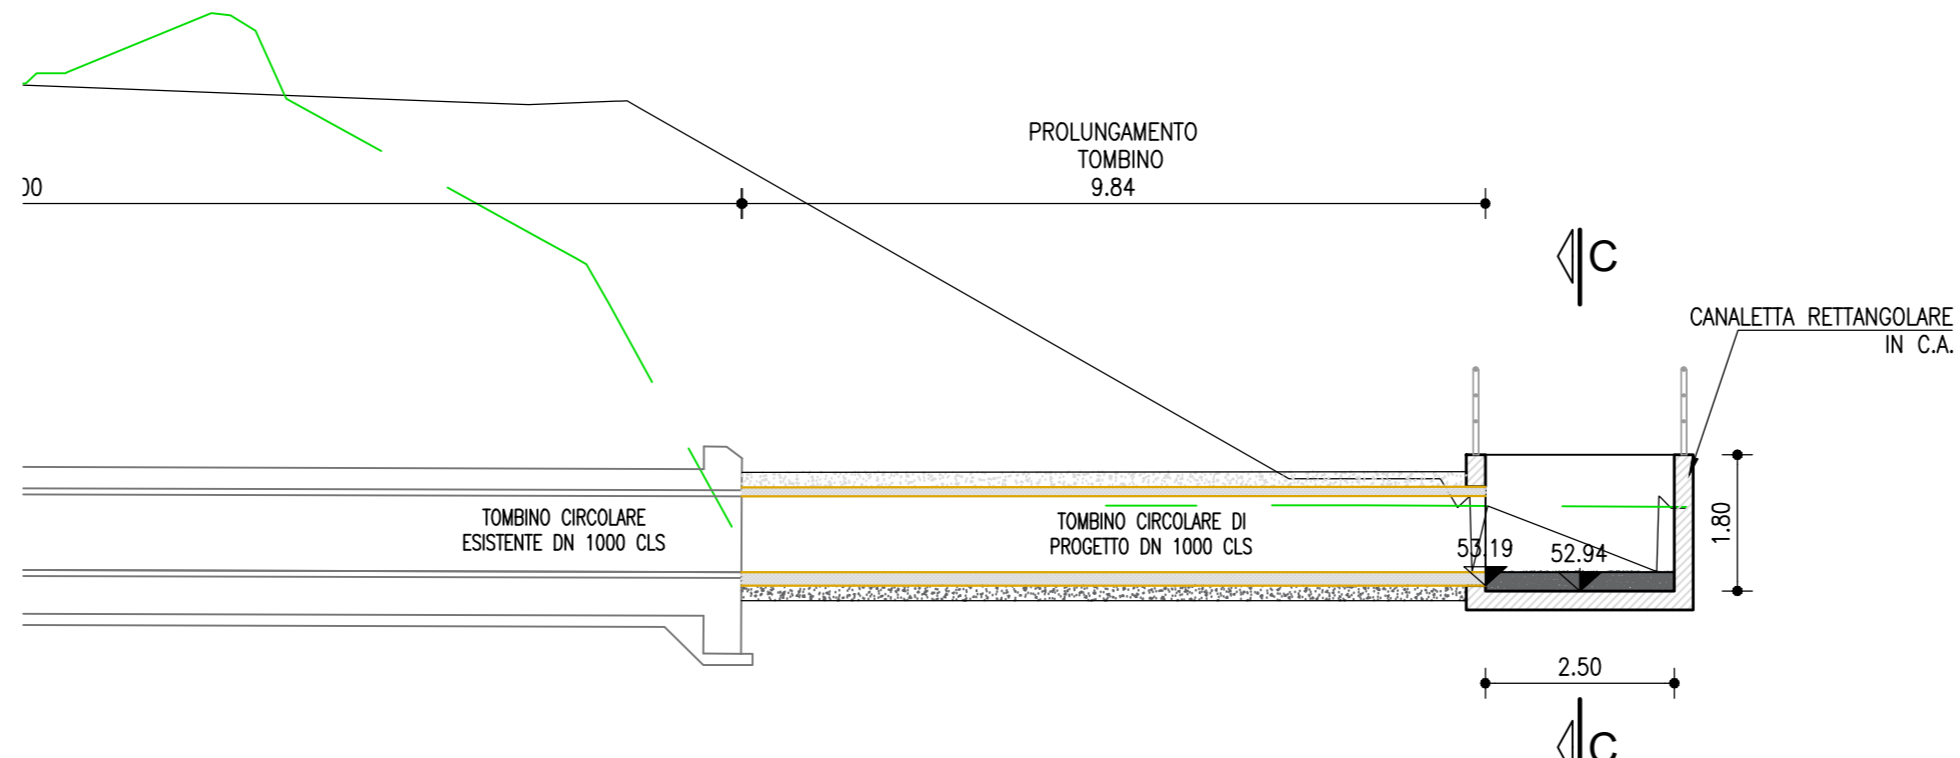 PROLUNGAMENTO
TOMBINO
9.84
00
C
CANALETTA RETTANGOLARE
IN C.A.
TOMBINO CIRCOLARE
ESISTENTE DN 1000 CLS
TOMBINO CIRCOLARE DI
PROGETTO DN 1000 CLS
53.19
52.94
1.80
2.50
C